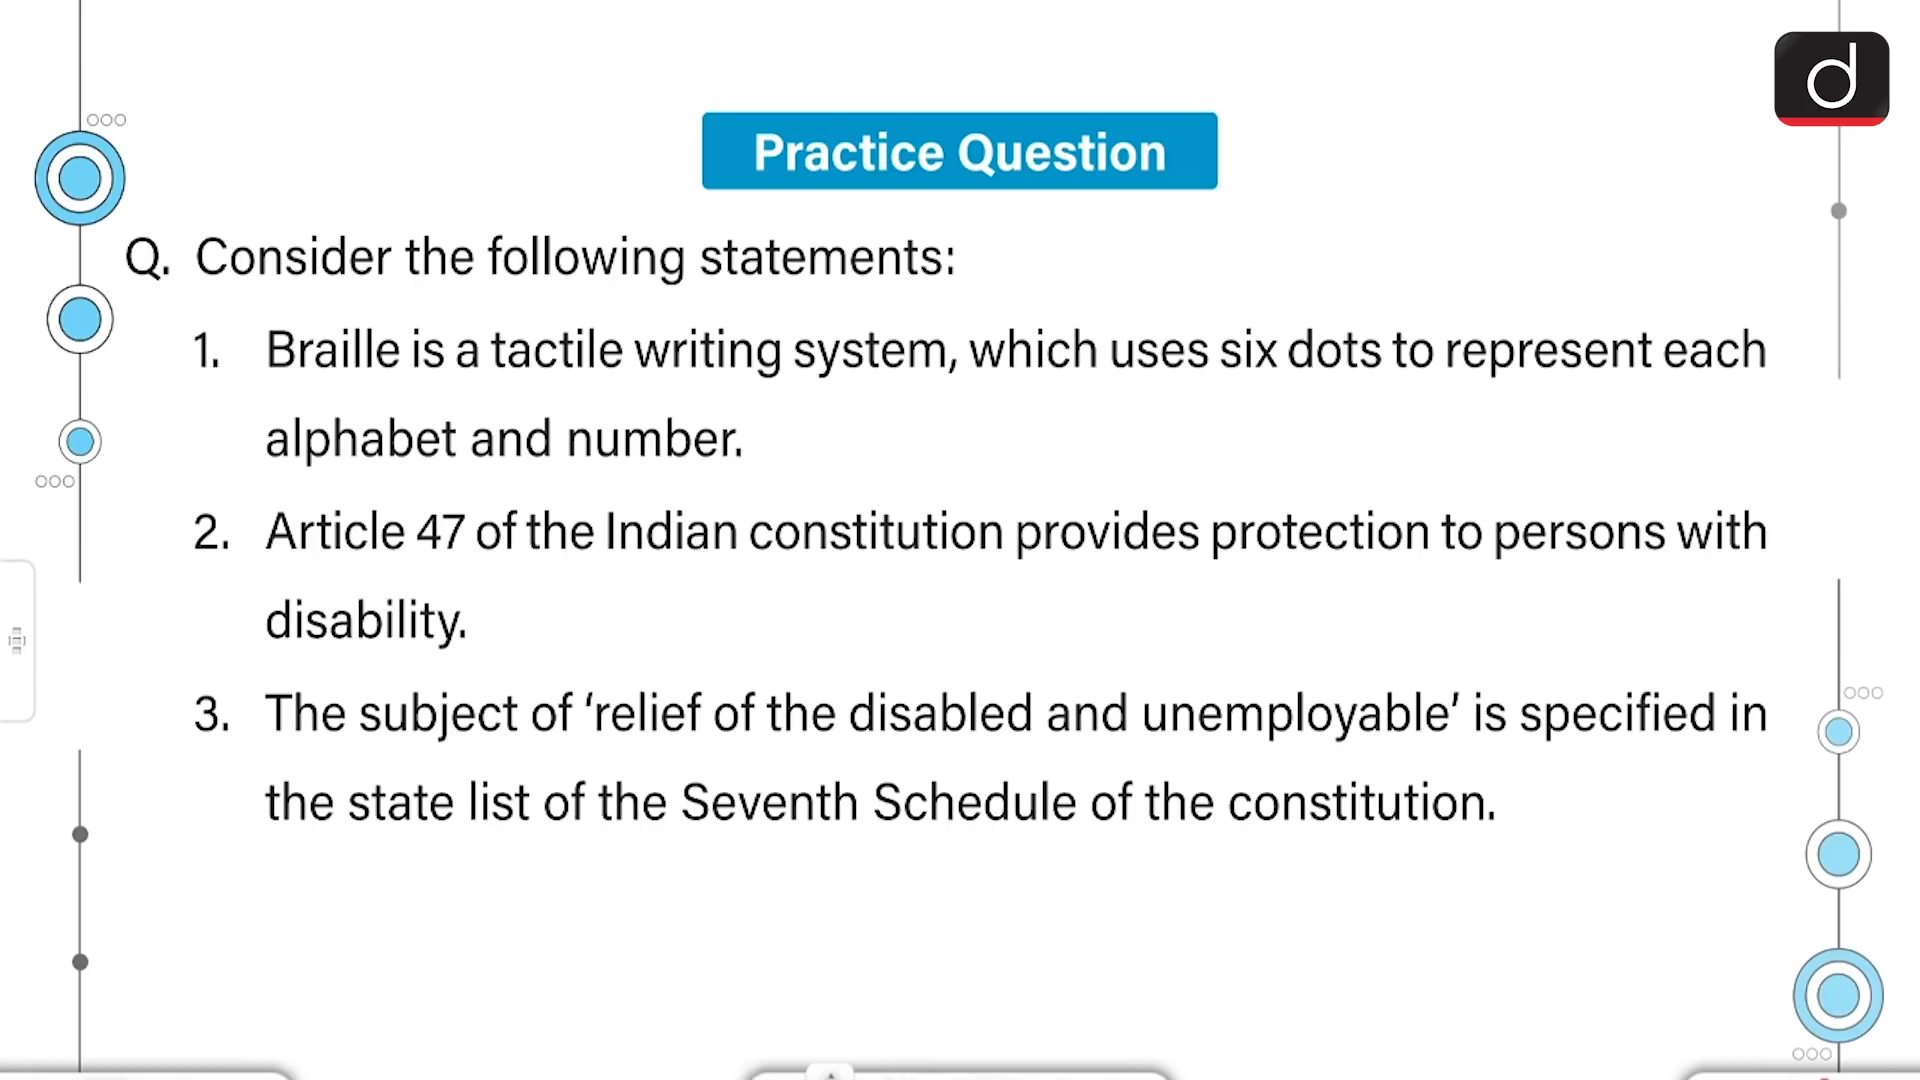 d
Practice Question
Q. Consider the following statements:
1. Braille is a tactile writing system, which uses six dots to represent each
alphabet and number.
2. Article 47 of the Indian constitution provides protection to persons with
disability.
3. The subject of ‘relief of the disabled and unemployable’ is specified in
the state list of the Seventh Schedule of the constitution.